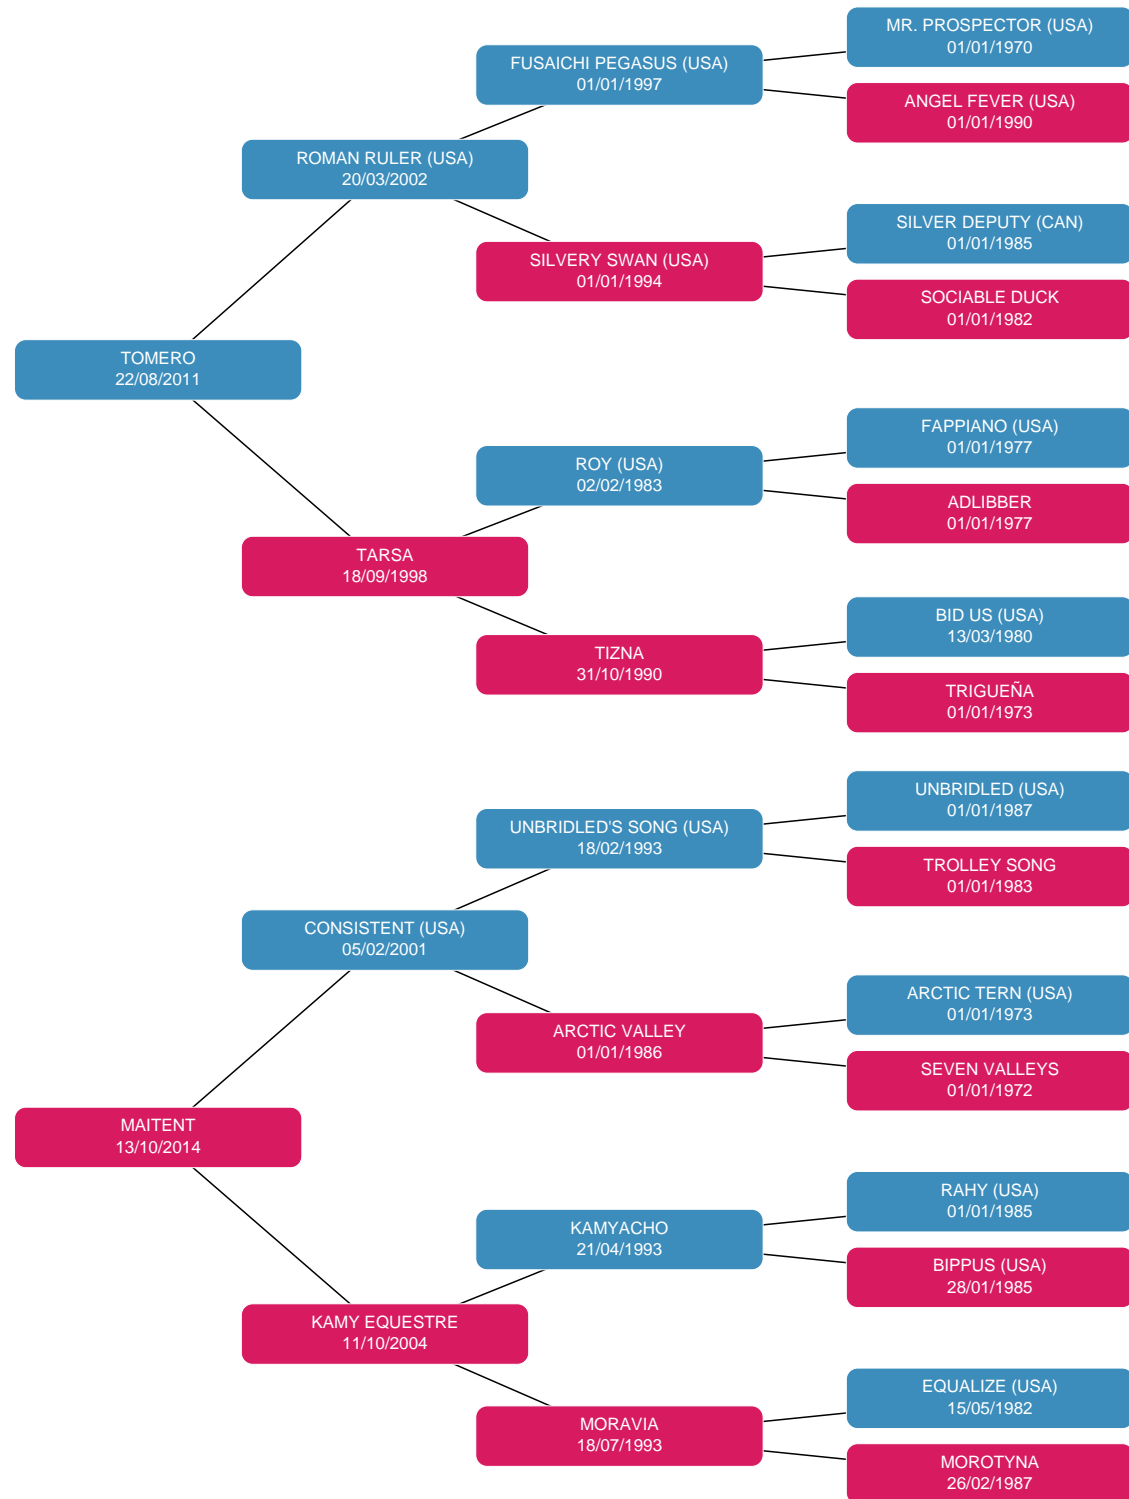 MR. PROSPECTOR (USA)
01/01/1970
FUSAICHI PEGASUS (USA)
01/01/1997
ANGEL FEVER (USA)
01/01/1990
ROMAN RULER (USA)
20/03/2002
SILVER DEPUTY (CAN)
01/01/1985
SILVERY SWAN (USA)
01/01/1994
SOCIABLE DUCK
01/01/1982
TOMERO
22/08/2011
FAPPIANO (USA)
01/01/1977
ROY (USA)
02/02/1983
ADLIBBER
01/01/1977
TARSA
18/09/1998
BID US (USA)
13/03/1980
TIZNA
31/10/1990
TRIGUEÑA
01/01/1973
UNBRIDLED (USA)
01/01/1987
UNBRIDLED'S SONG (USA)
18/02/1993
TROLLEY SONG
01/01/1983
CONSISTENT (USA)
05/02/2001
ARCTIC TERN (USA)
01/01/1973
ARCTIC VALLEY
01/01/1986
SEVEN VALLEYS
01/01/1972
MAITENT
13/10/2014
RAHY (USA)
01/01/1985
KAMYACHO
21/04/1993
BIPPUS (USA)
28/01/1985
KAMY EQUESTRE
11/10/2004
EQUALIZE (USA)
15/05/1982
MORAVIA
18/07/1993
MOROTYNA
26/02/1987